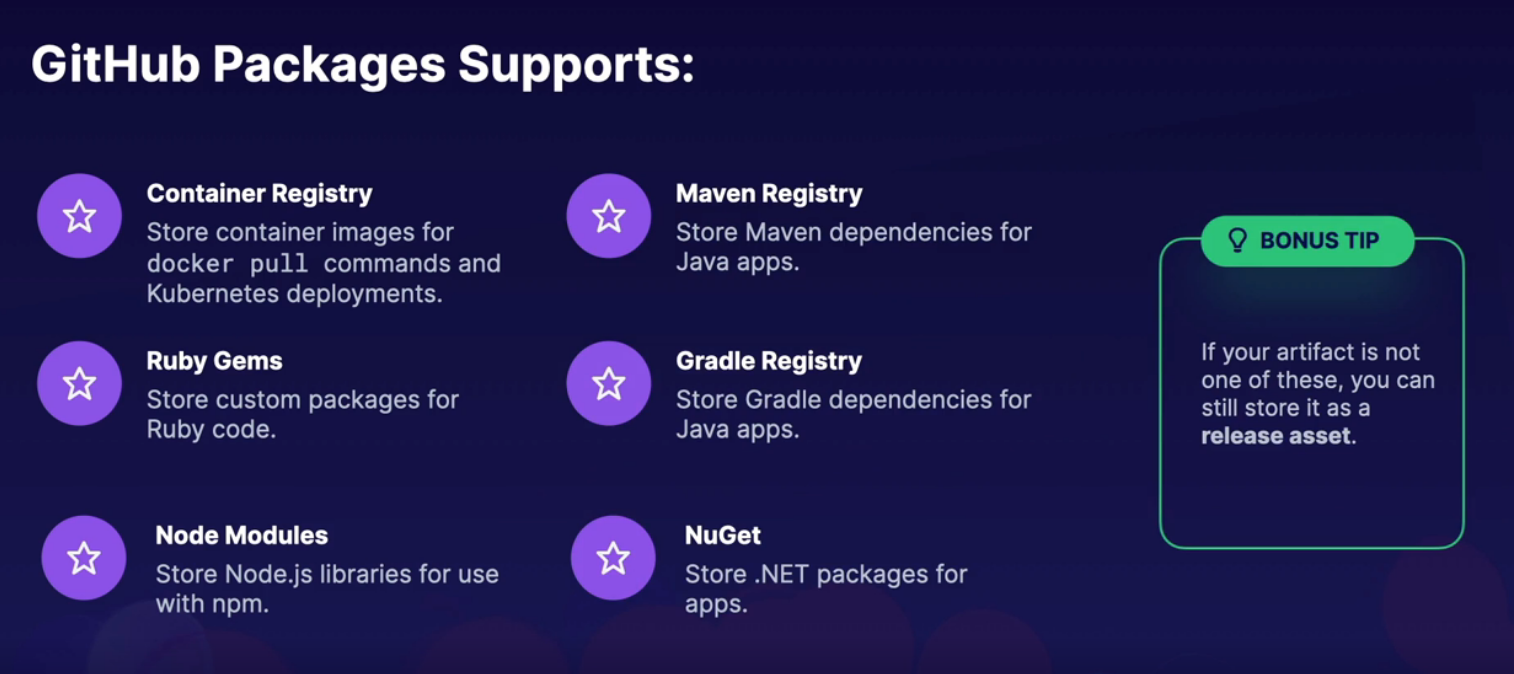 GitHub Packages Supports:
Container Registry
Store container images for
docker pull commands and
Kubernetes deployments.
Maven Registry
Store Maven dependencies for
Java apps.
Ruby Gems
Store custom packages for
Ruby code.
Gradle Registry
Store Gradle dependencies for
Java apps.
Node Modules
Store Node.js libraries for use
with npm.
NuGet
Store .NET packages for
apps.
BONUS TIP
If your artifact is not
one of these, you can
still store it as a
release asset.